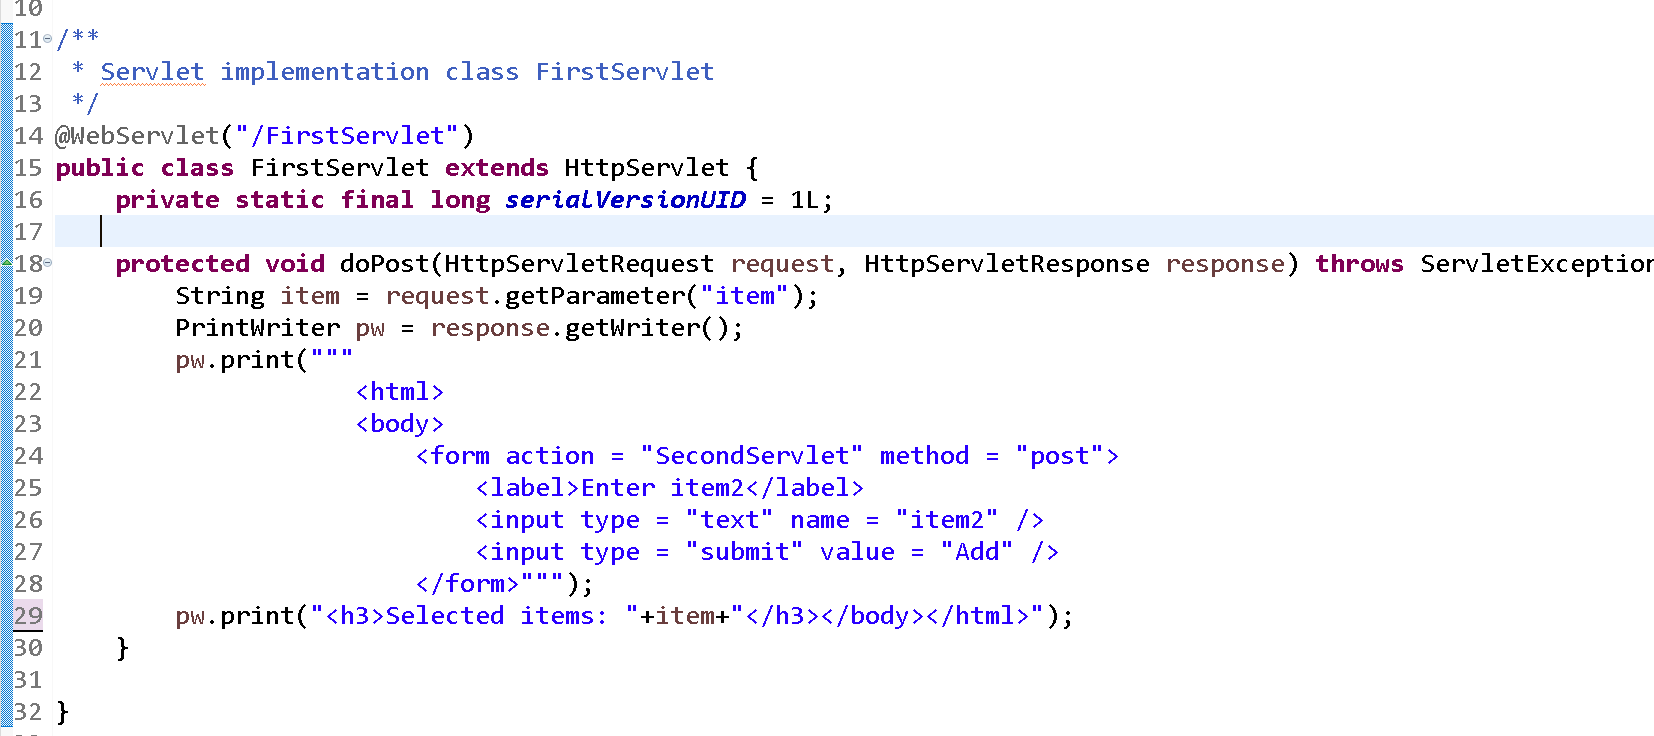 10
11 /**
12  * Servlet implementation class FirstServlet
13  */
14 @WebServlet("/FirstServlet")
15 public class FirstServlet extends HttpServlet {
16     private static final long serialVersionUID = 1L;
17
18     protected void doPost(HttpServletRequest request, HttpServletResponse response) throws ServletException
19         String item = request.getParameter("item");
20         PrintWriter pw = response.getWriter();
21         pw.print("""
22                     <html>
23                     <body>
24                         <form action = "SecondServlet" method = "post">
25                             <label>Enter item2</label>
26                             <input type = "text" name = "item2" />
27                             <input type = "submit" value = "Add" />
28                         </form>""");
29         pw.print("<h3>Selected items: "+item+"</h3></body></html>");
30     }
31
32 }